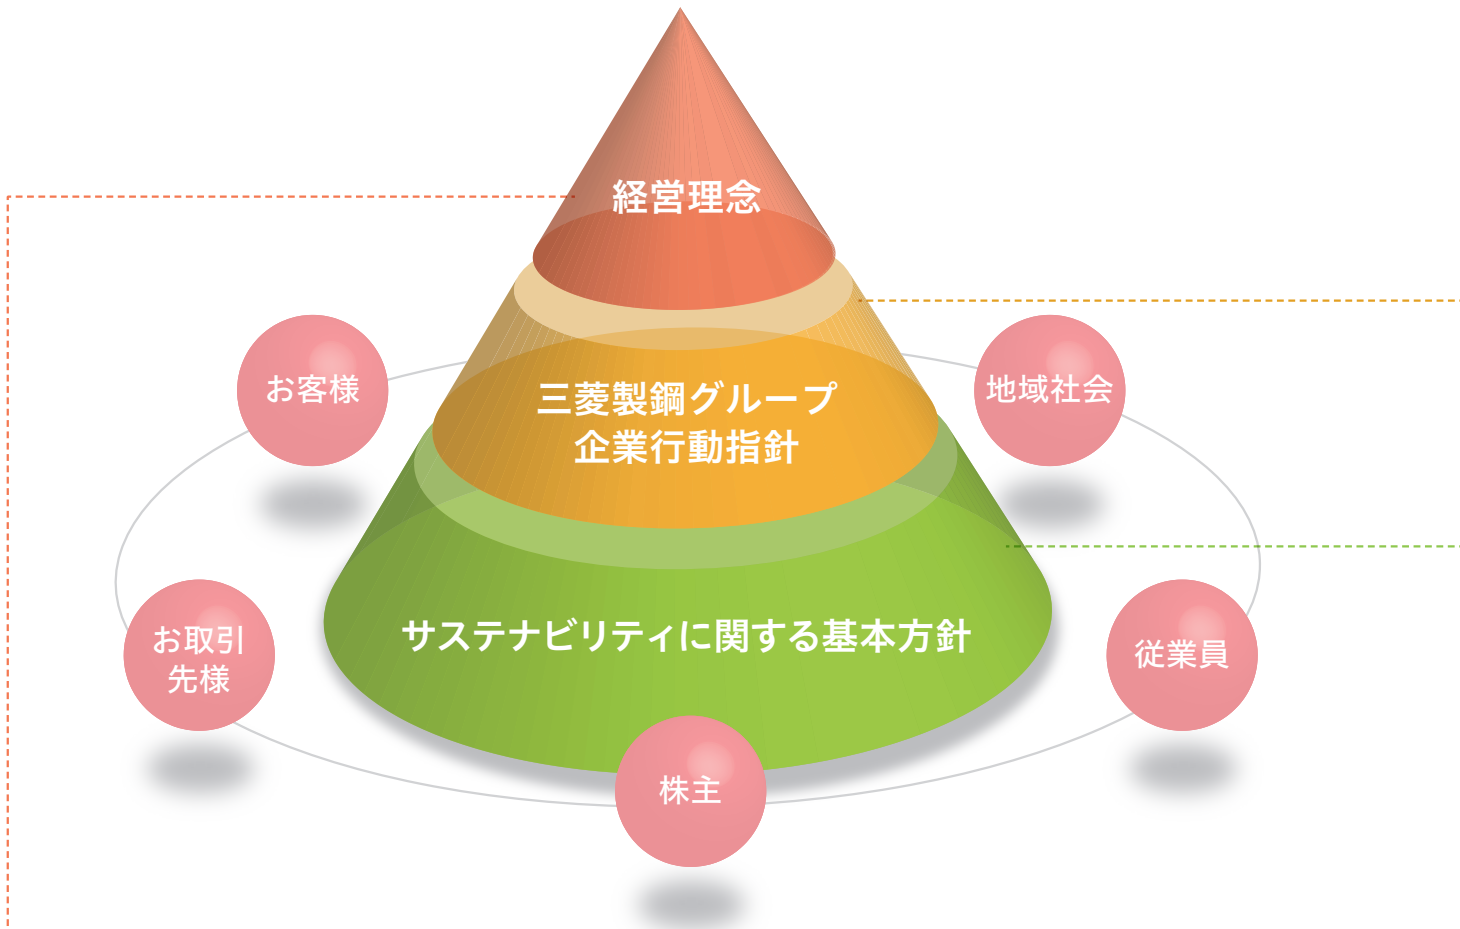 経営理念
三菱製鋼グループ
企業行動指針
サステナビリティに関する基本方針
お客様
地域社会
お取引
先様
従業員
株主